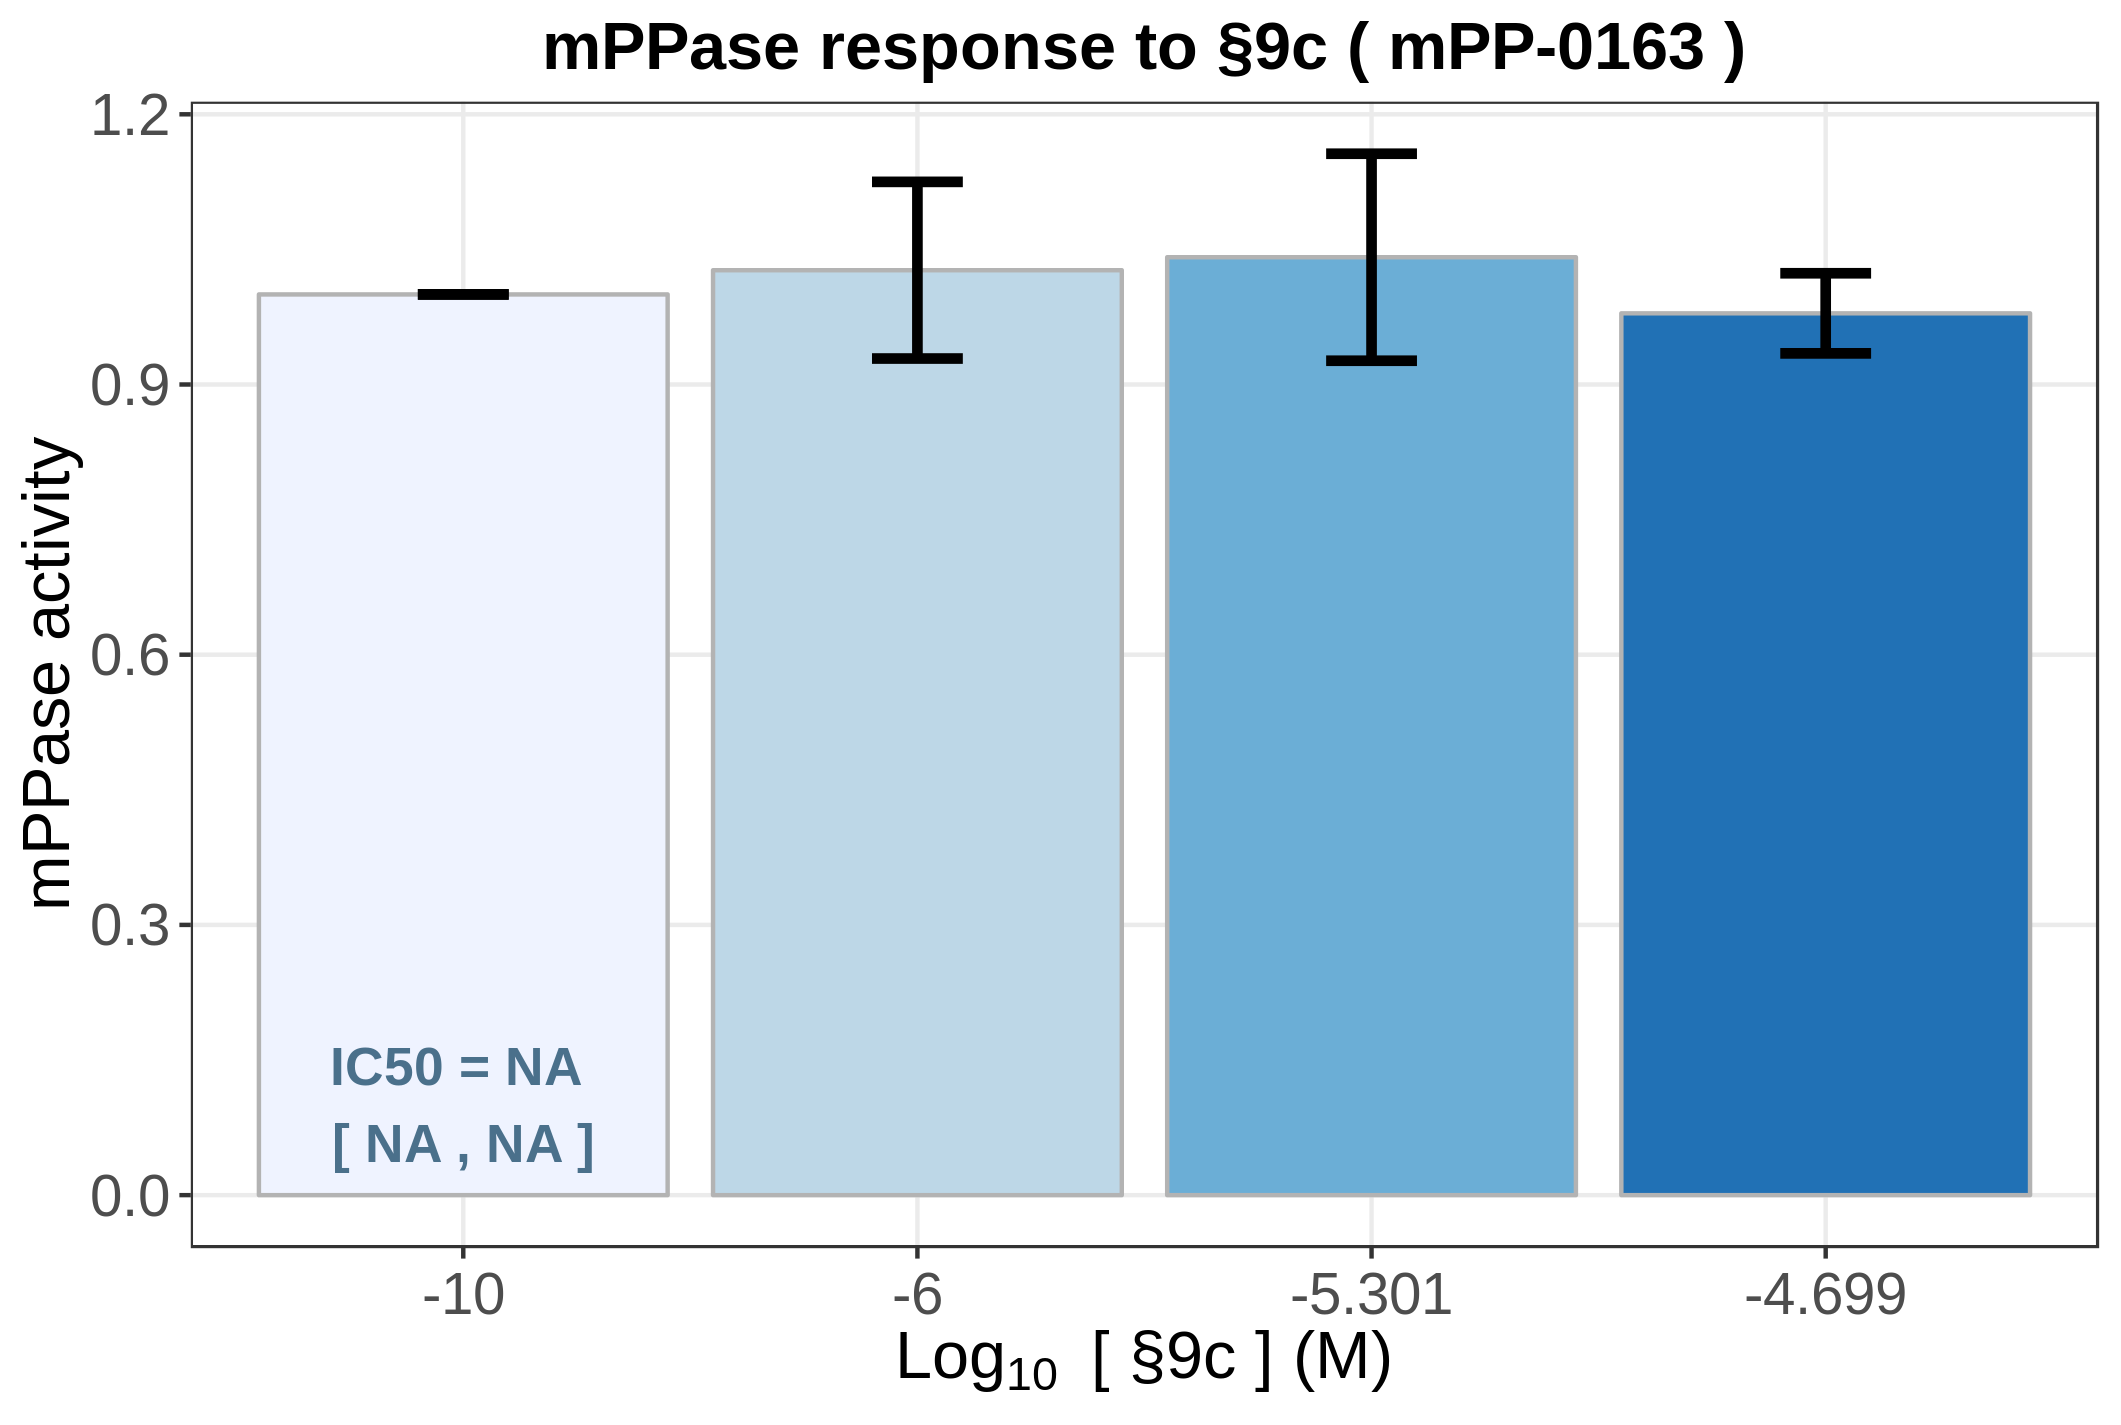 mPPase response to §9c ( mPP-0163 )
mPPase activity
1.2
0.9
0.6
0.3
0.0
IC50 = NA
[ NA , NA ]
-10 -6 -5.301 -4.699
Log10 [ §9c ] (M)